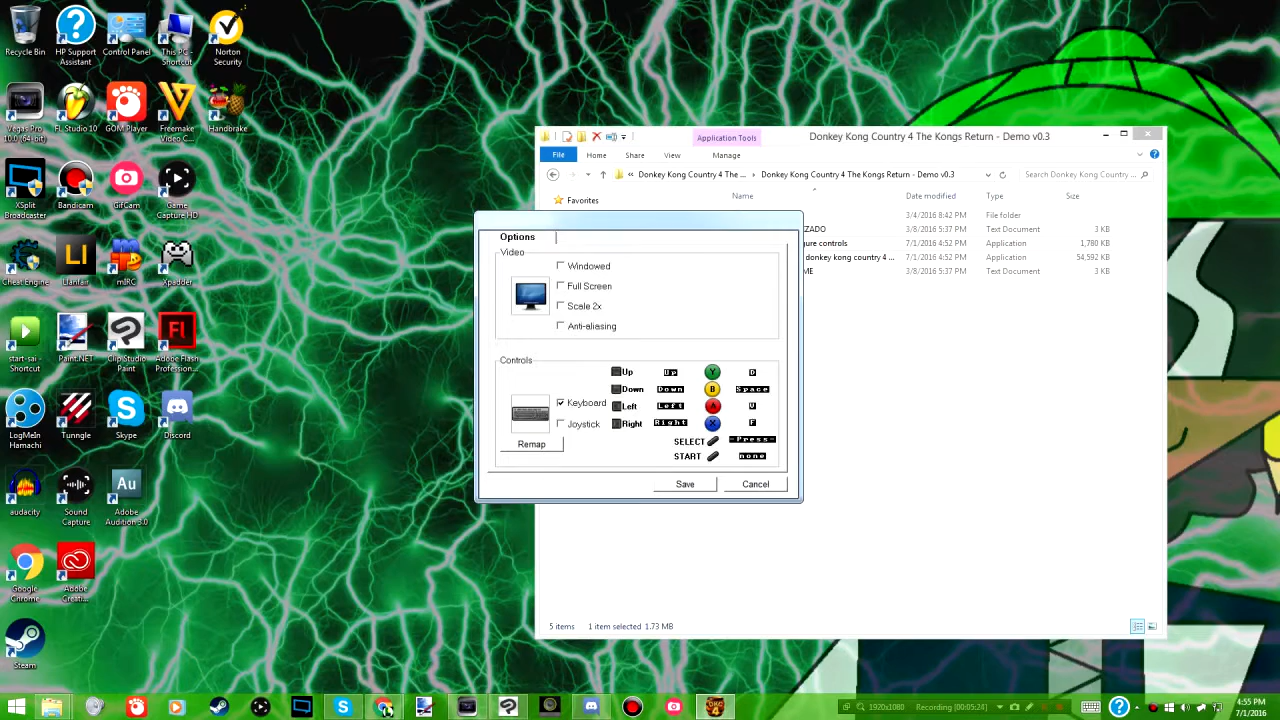 Recycle Bin
HP Support
Assistant
Control Panel
This PC -
Shortcut
Norton
Security
Vegas Pro
10.0 (64-bit)
FL Studio 10
GOM Player
Freemake
Video C...
Handbrake
XSplit
Broadcaster
Bandicam
GifCam
Game
Capture HD
Cheat Engine
Llanfair
mIRC
Xpadder
start-sai -
Shortcut
Paint.NET
Clip Studio
Paint
Adobe Flash
Profession...
LogMeIn
Hamachi
Tunngle
Skype
Discord
audacity
Sound
Capture
Adobe
Audition 3.0
Google
Chrome
Adobe
Creati...
Steam
Application Tools
Donkey Kong Country 4 The Kongs Return - Demo v0.3
File Home Share View Manage
Donkey Kong Country 4 The ... Donkey Kong Country 4 The Kongs Return - Demo v0.3 Search Donkey Kong Country ...
Favorites
Name Date modified Type Size
3/4/2016 8:42 PM File folder
ZADO 3/8/2016 5:37 PM Text Document 3 KB
ure controls 7/1/2016 4:52 PM Application 1,780 KB
donkey kong country 4 ... 7/1/2016 4:52 PM Application 54,592 KB
ME 3/8/2016 5:37 PM Text Document 3 KB
5 items 1 item selected 1.73 MB
Options
Video
Windowed
Full Screen
Scale 2x
Anti-aliasing
Controls
Keyboard
Joystick
Remap
Up Up Y D
Down Down B Space
Left Left A V
Right Right X F
SELECT -Press-
START none
Save Cancel
1920x1080 Recording [00:05:24]
4:55 PM
7/1/2016